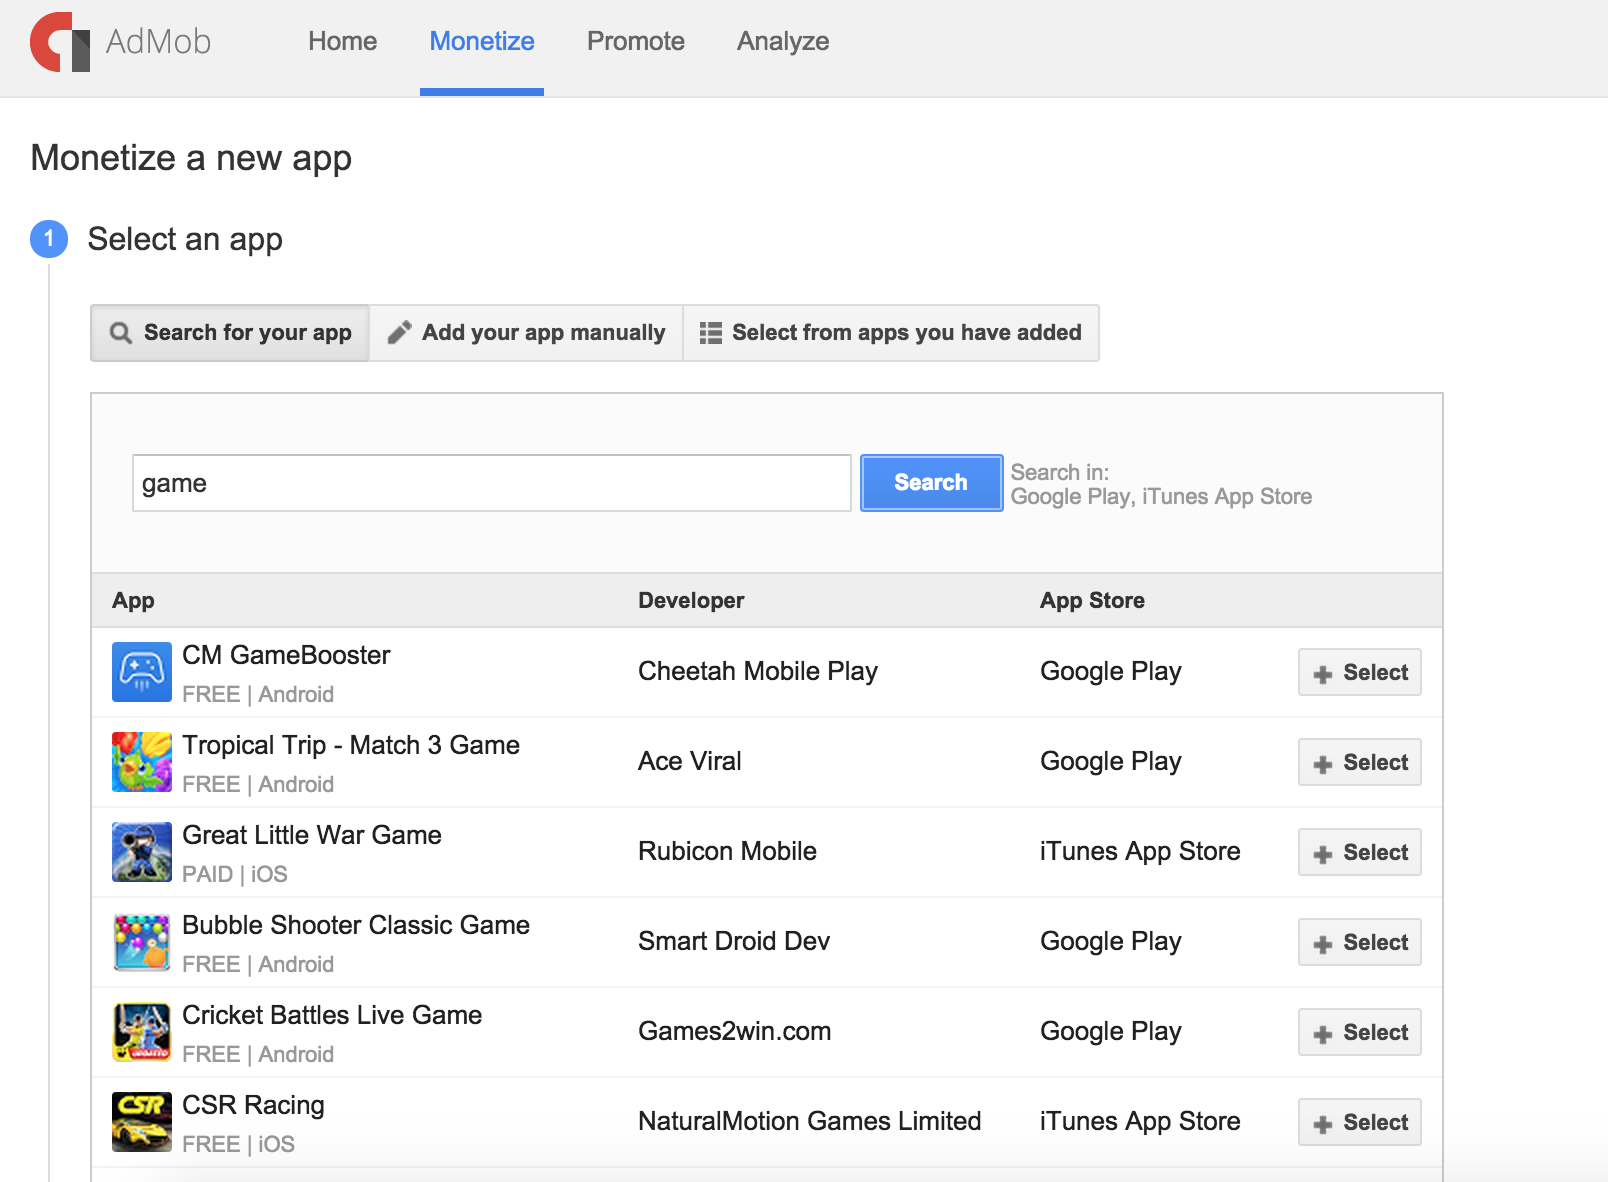 AdMob
Home Monetize Promote Analyze
Monetize a new app
1 Select an app
Search for your app Add your app manually Select from apps you have added
game Search Search in:
Google Play, iTunes App Store
App Developer App Store
CM GameBooster
FREE | Android
Cheetah Mobile Play Google Play Select
Tropical Trip - Match 3 Game
FREE | Android
Ace Viral Google Play Select
Great Little War Game
PAID | iOS
Rubicon Mobile iTunes App Store Select
Bubble Shooter Classic Game
FREE | Android
Smart Droid Dev Google Play Select
Cricket Battles Live Game
FREE | Android
Games2win.com Google Play Select
CSR
CSR Racing
FREE | iOS
NaturalMotion Games Limited iTunes App Store Select